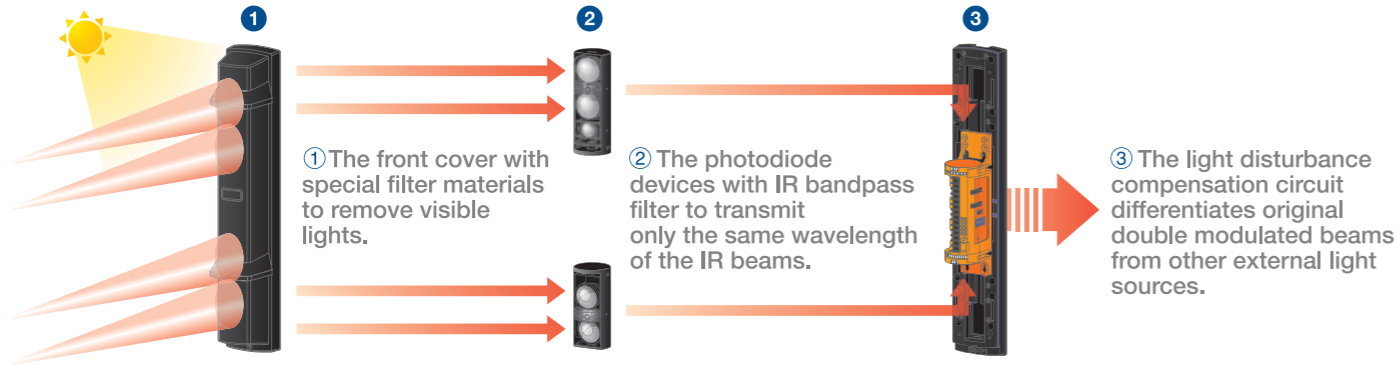 1
2
3
① The front cover with
special filter materials
to remove visible
lights.
② The photodiode
devices with IR bandpass
filter to transmit
only the same wavelength
of the IR beams.
③ The light disturbance
compensation circuit
differentiates original
double modulated beams
from other external light
sources.